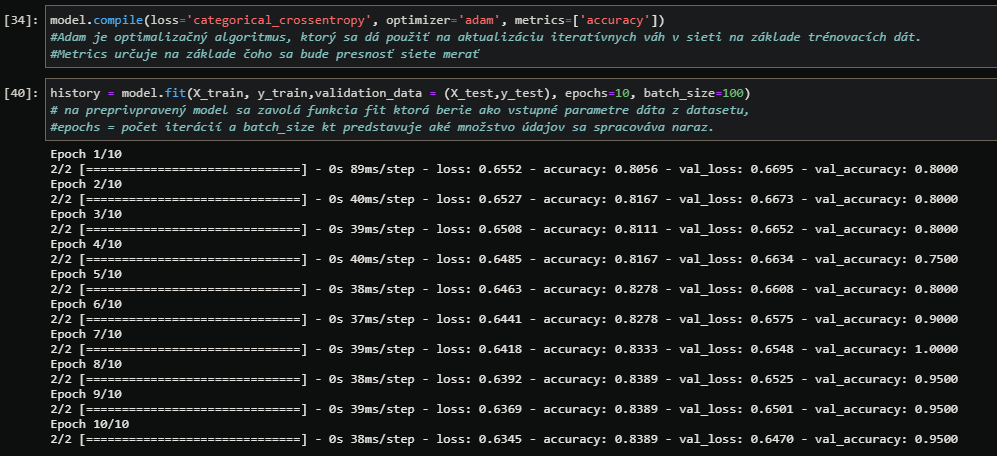 [34]: model.compile(loss='categorical_crossentropy', optimizer='adam', metrics=['accuracy'])
#Adam je optimalizačný algoritmus, ktorý sa dá použiť na aktualizáciu iteratívnych váh v sieti na základe trénovacích dát.
#Metrics určuje na základe čoho sa bude presnosť siete merať
[40]: history = model.fit(X_train, y_train,validation_data = (X_test,y_test), epochs=10, batch_size=100)
# na preprivpravený model sa zavolá funkcia fit ktorá berie ako vstupné parametre dáta z datasetu,
#epochs = počet iterácií a batch_size kt predstavuje aké množstvo údajov sa spracováva naraz.
Epoch 1/10
2/2 [==============================] - 0s 89ms/step - loss: 0.6552 - accuracy: 0.8056 - val_loss: 0.6695 - val_accuracy: 0.8000
Epoch 2/10
2/2 [==============================] - 0s 40ms/step - loss: 0.6527 - accuracy: 0.8167 - val_loss: 0.6673 - val_accuracy: 0.8000
Epoch 3/10
2/2 [==============================] - 0s 39ms/step - loss: 0.6508 - accuracy: 0.8111 - val_loss: 0.6652 - val_accuracy: 0.8000
Epoch 4/10
2/2 [==============================] - 0s 40ms/step - loss: 0.6485 - accuracy: 0.8167 - val_loss: 0.6634 - val_accuracy: 0.7500
Epoch 5/10
2/2 [==============================] - 0s 38ms/step - loss: 0.6463 - accuracy: 0.8278 - val_loss: 0.6608 - val_accuracy: 0.8000
Epoch 6/10
2/2 [==============================] - 0s 37ms/step - loss: 0.6441 - accuracy: 0.8278 - val_loss: 0.6575 - val_accuracy: 0.9000
Epoch 7/10
2/2 [==============================] - 0s 39ms/step - loss: 0.6418 - accuracy: 0.8333 - val_loss: 0.6548 - val_accuracy: 1.0000
Epoch 8/10
2/2 [==============================] - 0s 38ms/step - loss: 0.6392 - accuracy: 0.8389 - val_loss: 0.6525 - val_accuracy: 0.9500
Epoch 9/10
2/2 [==============================] - 0s 39ms/step - loss: 0.6369 - accuracy: 0.8389 - val_loss: 0.6501 - val_accuracy: 0.9500
Epoch 10/10
2/2 [==============================] - 0s 38ms/step - loss: 0.6345 - accuracy: 0.8389 - val_loss: 0.6470 - val_accuracy: 0.9500